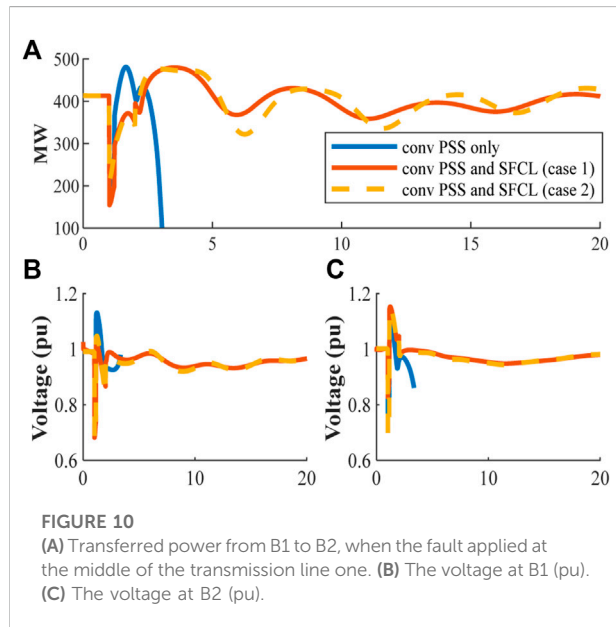 A
500
400
300
200
100
MW
conv PSS only
conv PSS and SFCL (case 1)
conv PSS and SFCL (case 2)
0 5 10 15 20
B
1.2
1
0.8
0.6
Voltage (pu)
0 10 20
C
1.2
1
0.8
0.6
Voltage (pu)
0 10 20
FIGURE 10
(A) Transferred power from B1 to B2, when the fault applied at
the middle of the transmission line one. (B) The voltage at B1 (pu).
(C) The voltage at B2 (pu).